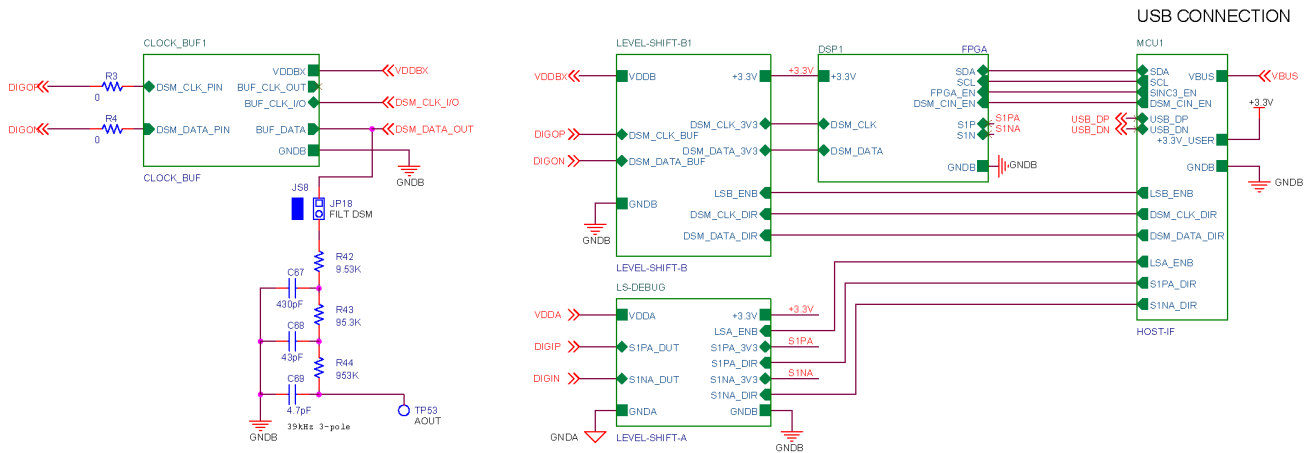 USB CONNECTION
CLOCK_BUF1
R3
0
R4
0
DIGOP
DIGON
DSM_CLK_PIN
DSM_DATA_PIN
VDDBX
BUF_CLK_OUT
BUF_CLK_I/O
BUF_DATA
GNDB
VDDBX
DSM_CLK_I/O
DSM_DATA_OUT
GNDB
CLOCK_BUF
JS8
JP18
FILT DSM
R42
9.53K
C67
430pF
R43
95.3K
C68
43pF
R44
953K
C69
4.7pF
39kHz 3-pole
GNDB
TP53
AOUT
LEVEL-SHIFT-B1
VDDBX
VDDB
+3.3V
+3.3V
DIGOP
DSM_CLK_BUF
DSM_CLK_3V3
DIGON
DSM_DATA_BUF
DSM_DATA_3V3
LSB_ENB
GNDB
GNDB
DSM_CLK_DIR
DSM_DATA_DIR
LEVEL-SHIFT-B
DSP1
FPGA
+3.3V
SDA
SCL
FPGA_EN
DSM_CIN_EN
DSM_CLK
S1P
S1N
S1PA
S1NA
DSM_DATA
GNDB
GNDB
MCU1
SDA
SCL
SINC3_EN
DSM_CIN_EN
USB_DP
USB_DN
USB_DP
USB_DN
VBUS
VBUS
+3.3V
+3.3V_USER
GNDB
GNDB
LSB_ENB
DSM_CLK_DIR
DSM_DATA_DIR
LSA_ENB
S1PA_DIR
S1NA_DIR
HOST-IF
LS-DEBUG
VDDA
VDDA
+3.3V
+3.3V
LSA_ENB
DIGIP
S1PA_DUT
S1PA_3V3
S1PA
S1PA_DIR
DIGIN
S1NA_DUT
S1NA_3V3
S1NA
S1NA_DIR
GNDA
GNDA
GNDB
GNDB
LEVEL-SHIFT-A